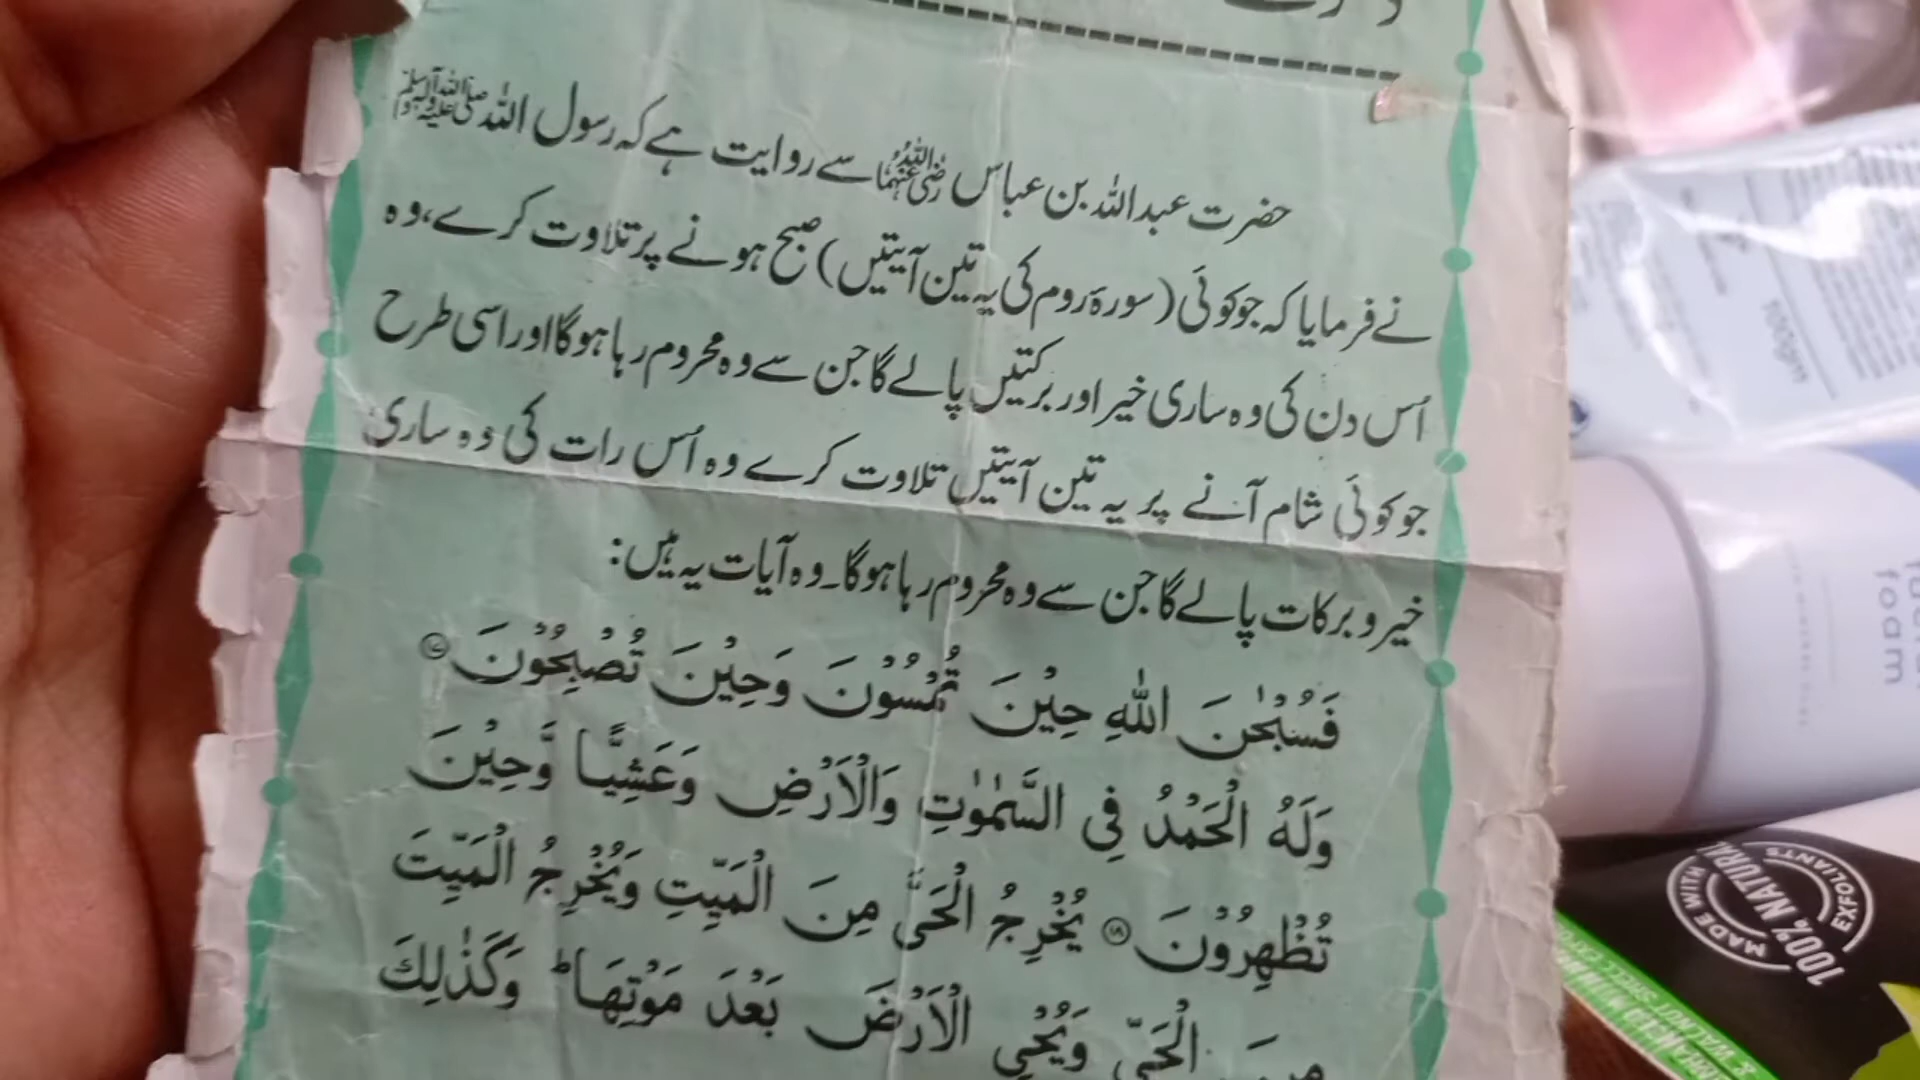 حضرت عبداللہ بن عباس رضی اللہ عنہما سے روایت ہے کہ رسول اللہ صلی اللہ علیہ وآلہ وسلم
نے فرمایا کہ جو کوئی (سورۂ روم کی یہ تین آیتیں) صبح ہونے پر تلاوت کرے، وہ
اُس دن کی وہ ساری خیر اور برکتیں پالے گا جن سے وہ محروم رہا ہوگا اور اسی طرح
جو کوئی شام آنے پر یہ تین آیتیں تلاوت کرے وہ اُس رات کی وہ ساری
خیر و برکات پالے گا جن سے وہ محروم رہا ہوگا۔ وہ آیات یہ ہیں:
فَسُبْحٰنَ اللّٰهِ حِيْنَ تُمْسُوْنَ وَحِيْنَ تُصْبِحُوْنَ ۝۱۷
وَلَهُ الْحَمْدُ فِي السَّمٰوٰتِ وَالْاَرْضِ وَعَشِيًّا وَّحِيْنَ
تُظْهِرُوْنَ ۝۱۸ يُخْرِجُ الْحَيَّ مِنَ الْمَيِّتِ وَيُخْرِجُ الْمَيِّتَ
مِنَ الْحَيِّ وَيُحْيِ الْاَرْضَ بَعْدَ مَوْتِهَا ؕ وَكَذٰلِكَ
foam
100gm
MADE WITH
100% NATURAL
EXFOLIANTS